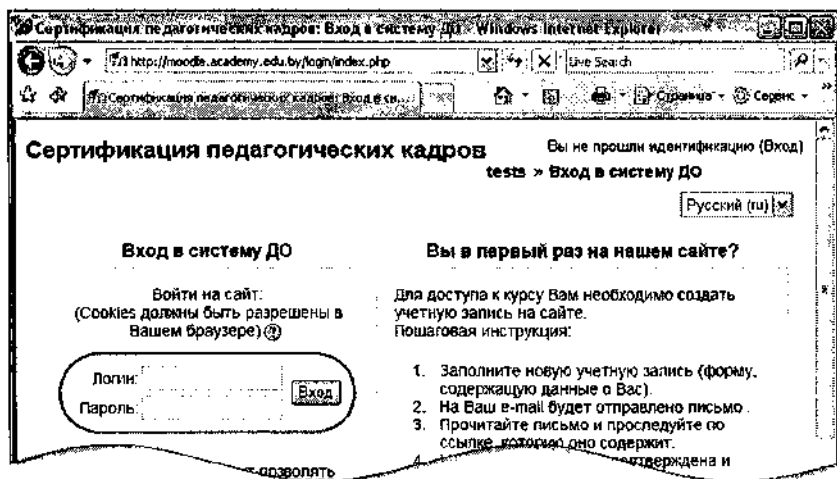 Сертификация педагогических кадров: Вход в систему ДО - Windows Internet Explorer
http://moodle.academy.edu.by/login/index.php
Live Search
Сертификация педагогических кадров: Вход в си...
Страница
Сервис
Сертификация педагогических кадров
Вы не прошли идентификацию (Вход)
tests » Вход в систему ДО
Русский (ru)
Вход в систему ДО
Войти на сайт:
(Cookies должны быть разрешены в
Вашем браузере)
Логин:
Пароль:
Вход
Вы в первый раз на нашем сайте?
Для доступа к курсу Вам необходимо создать
учетную запись на сайте.
Пошаговая инструкция:
1. Заполните новую учетную запись (форму,
содержащую данные о Вас).
2. На Ваш e-mail будет отправлено письмо.
3. Прочитайте письмо и проследуйте по
ссылке, которую оно содержит.
4.